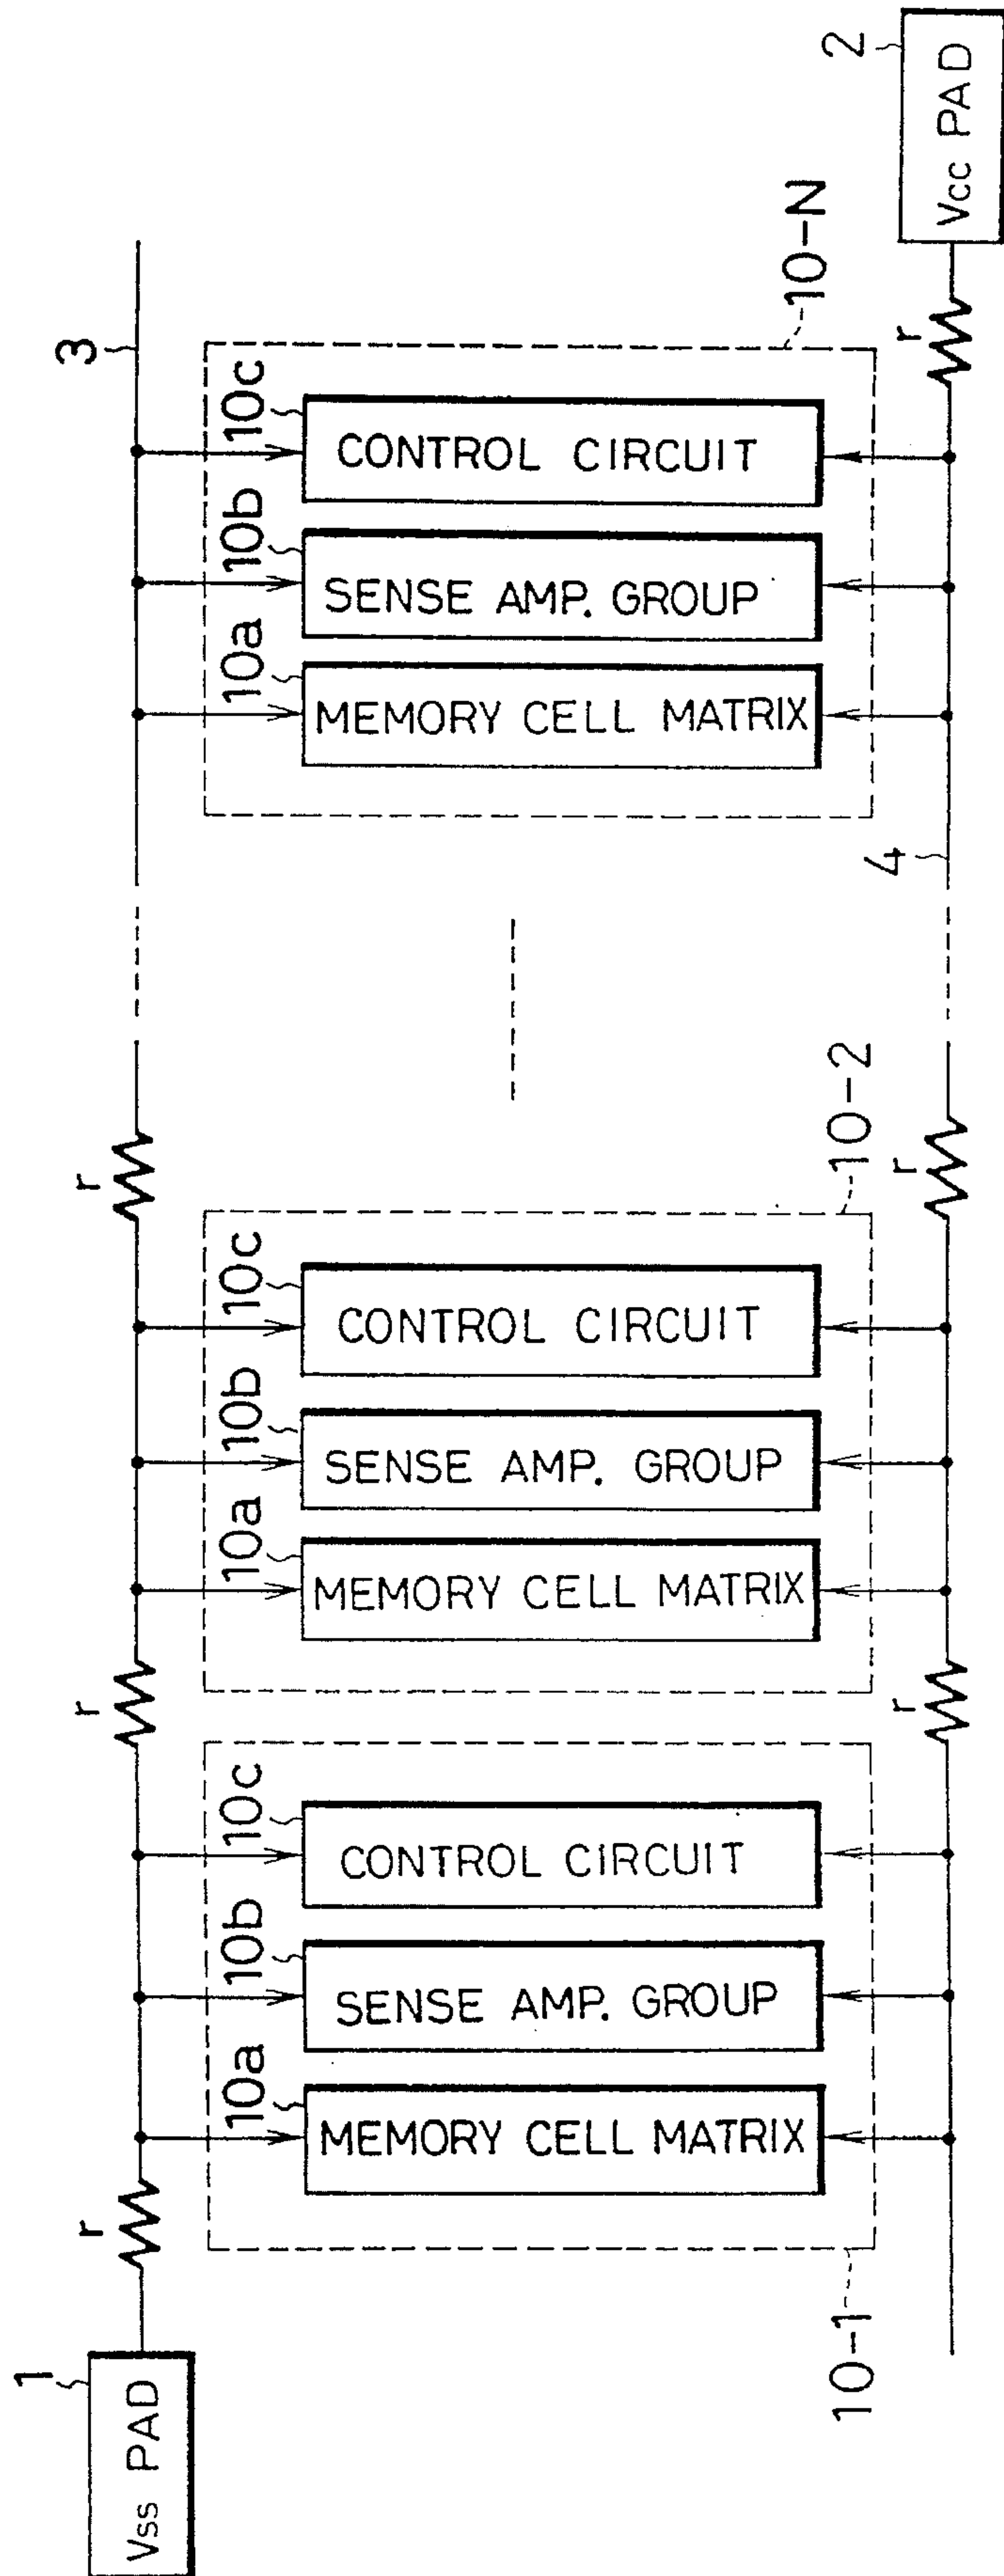 1
Vss PAD
r
r
r
3
10-1
10a
MEMORY CELL MATRIX
10b
SENSE AMP. GROUP
10c
CONTROL CIRCUIT
10-2
10a
MEMORY CELL MATRIX
10b
SENSE AMP. GROUP
10c
CONTROL CIRCUIT
10-N
10a
MEMORY CELL MATRIX
10b
SENSE AMP. GROUP
10c
CONTROL CIRCUIT
r
r
4
r
2
Vcc PAD